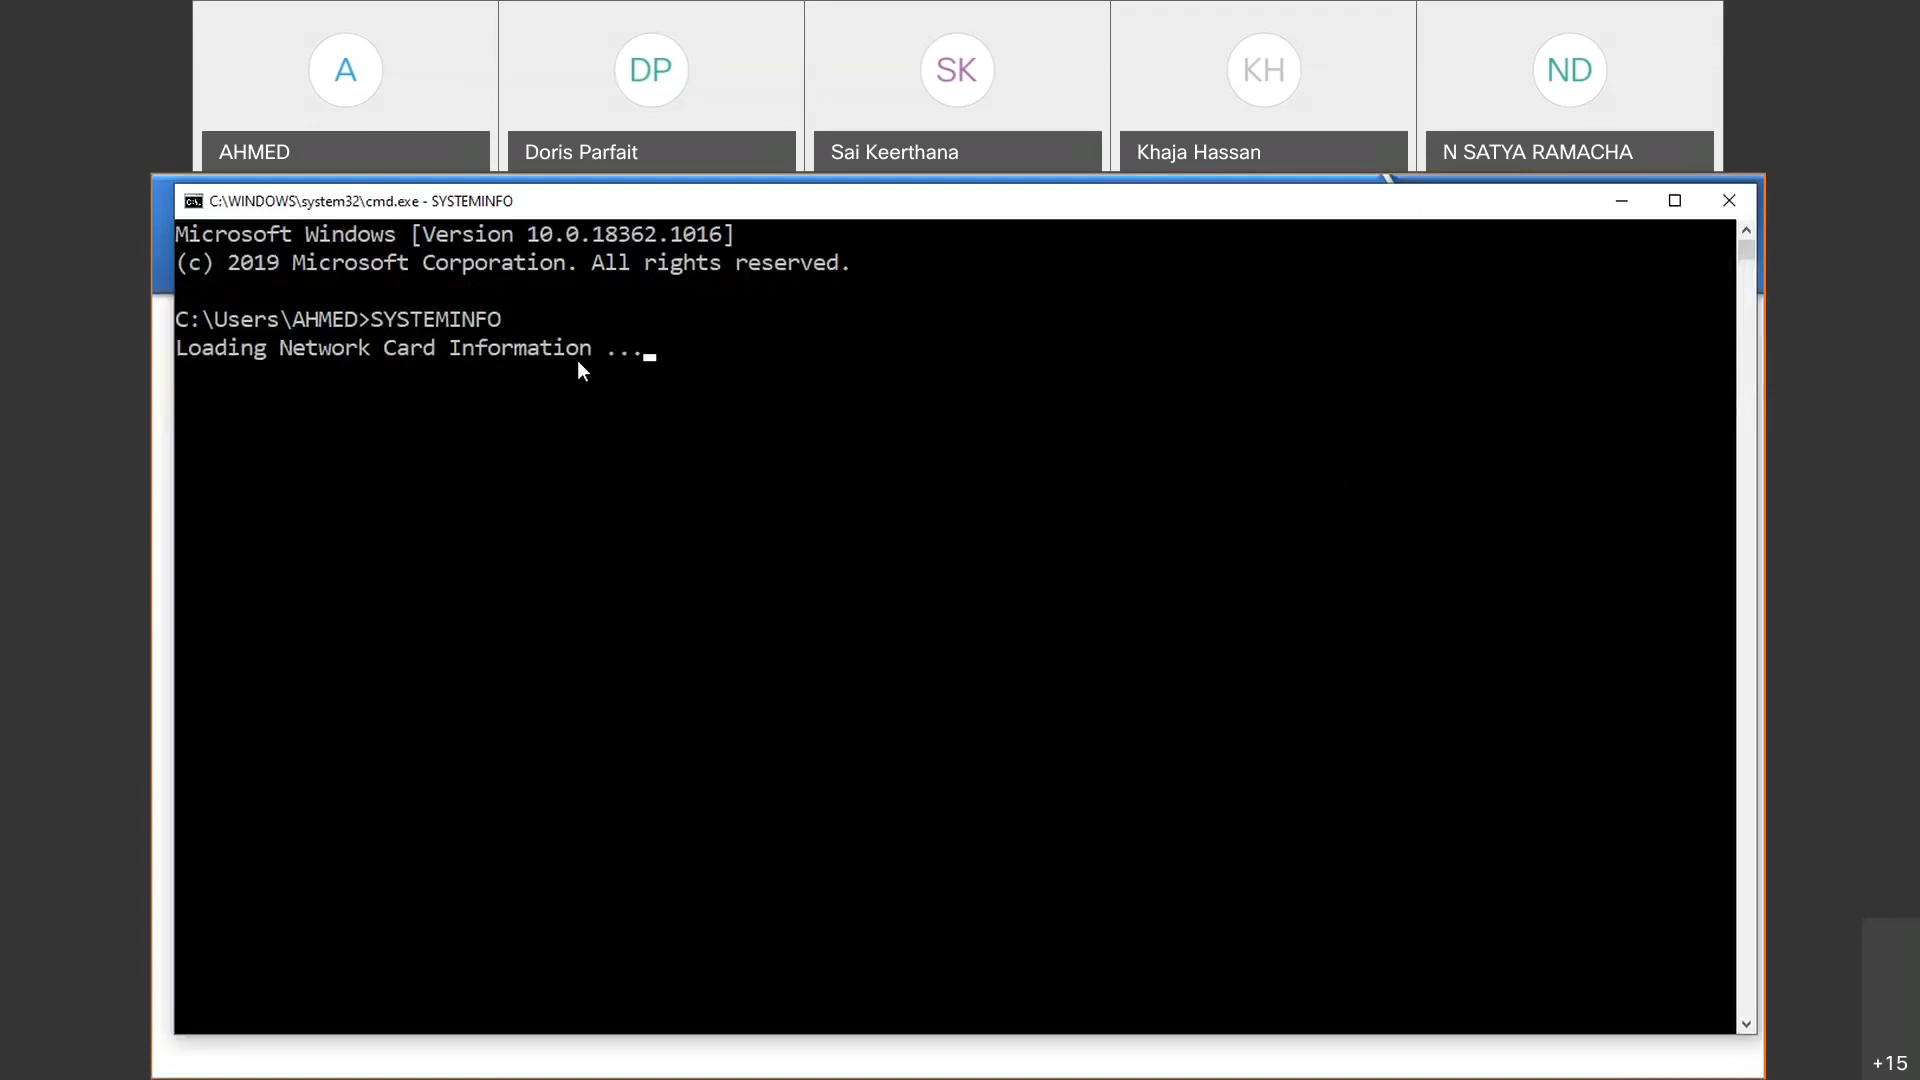 A
DP
SK
KH
ND
AHMED
Doris Parfait
Sai Keerthana
Khaja Hassan
N SATYA RAMACHA
C:\WINDOWS\system32\cmd.exe - SYSTEMINFO
Microsoft Windows [Version 10.0.18362.1016]
(c) 2019 Microsoft Corporation. All rights reserved.
C:\Users\AHMED>SYSTEMINFO
Loading Network Card Information ...
+15